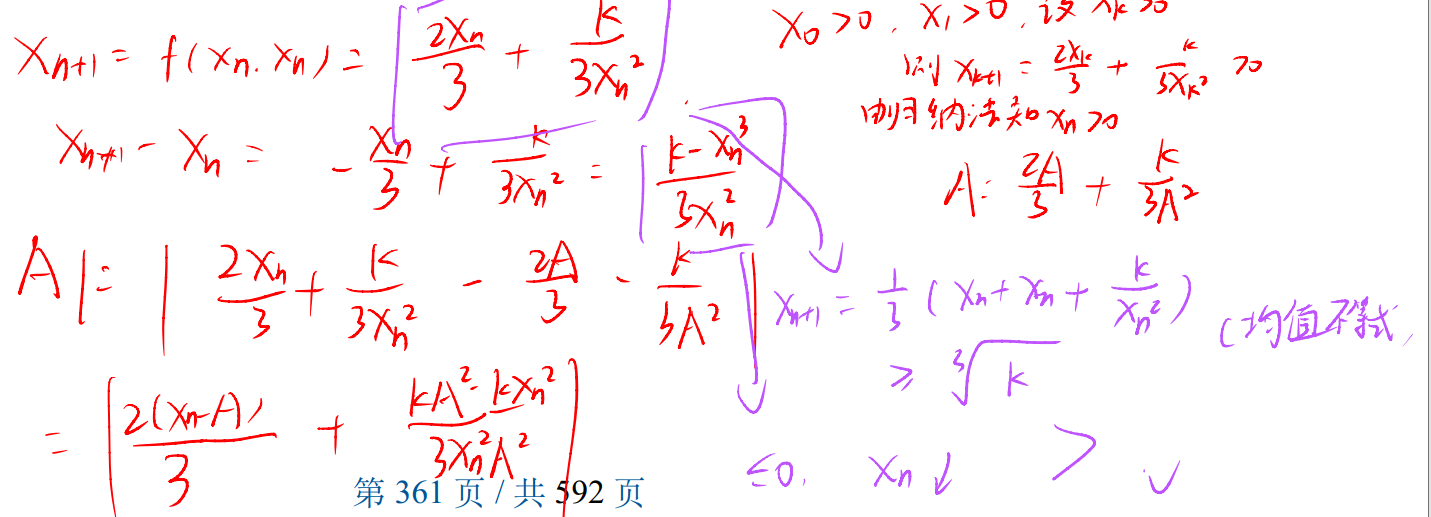 x_{n+1} = f(x_n, x_n) = [ 2x_n/3 + k/(3x_n^2) ]
x_0 > 0, x_1 > 0, 设 x_k > 0
则 x_{k+1} = 2x_k/3 + k/(3x_k^2) > 0
由归纳法知 x_n > 0
x_{n+1} - x_n = -x_n/3 + k/(3x_n^2) = [ (k - x_n^3)/(3x_n^2) ]
A = 2A/3 + k/(3A^2)
A| = | 2x_n/3 + k/(3x_n^2) - 2A/3 - k/(3A^2) |
x_{n+1} = 1/3 ( x_n + x_n + k/x_n^2 ) (均值不等式,
≥ ∛k
= | 2(x_n - A)/3 + (kA^2 - kx_n^2)/(3x_n^2A^2) |
≤0, x_n ↓ > ✓
第 361 页 / 共 592 页